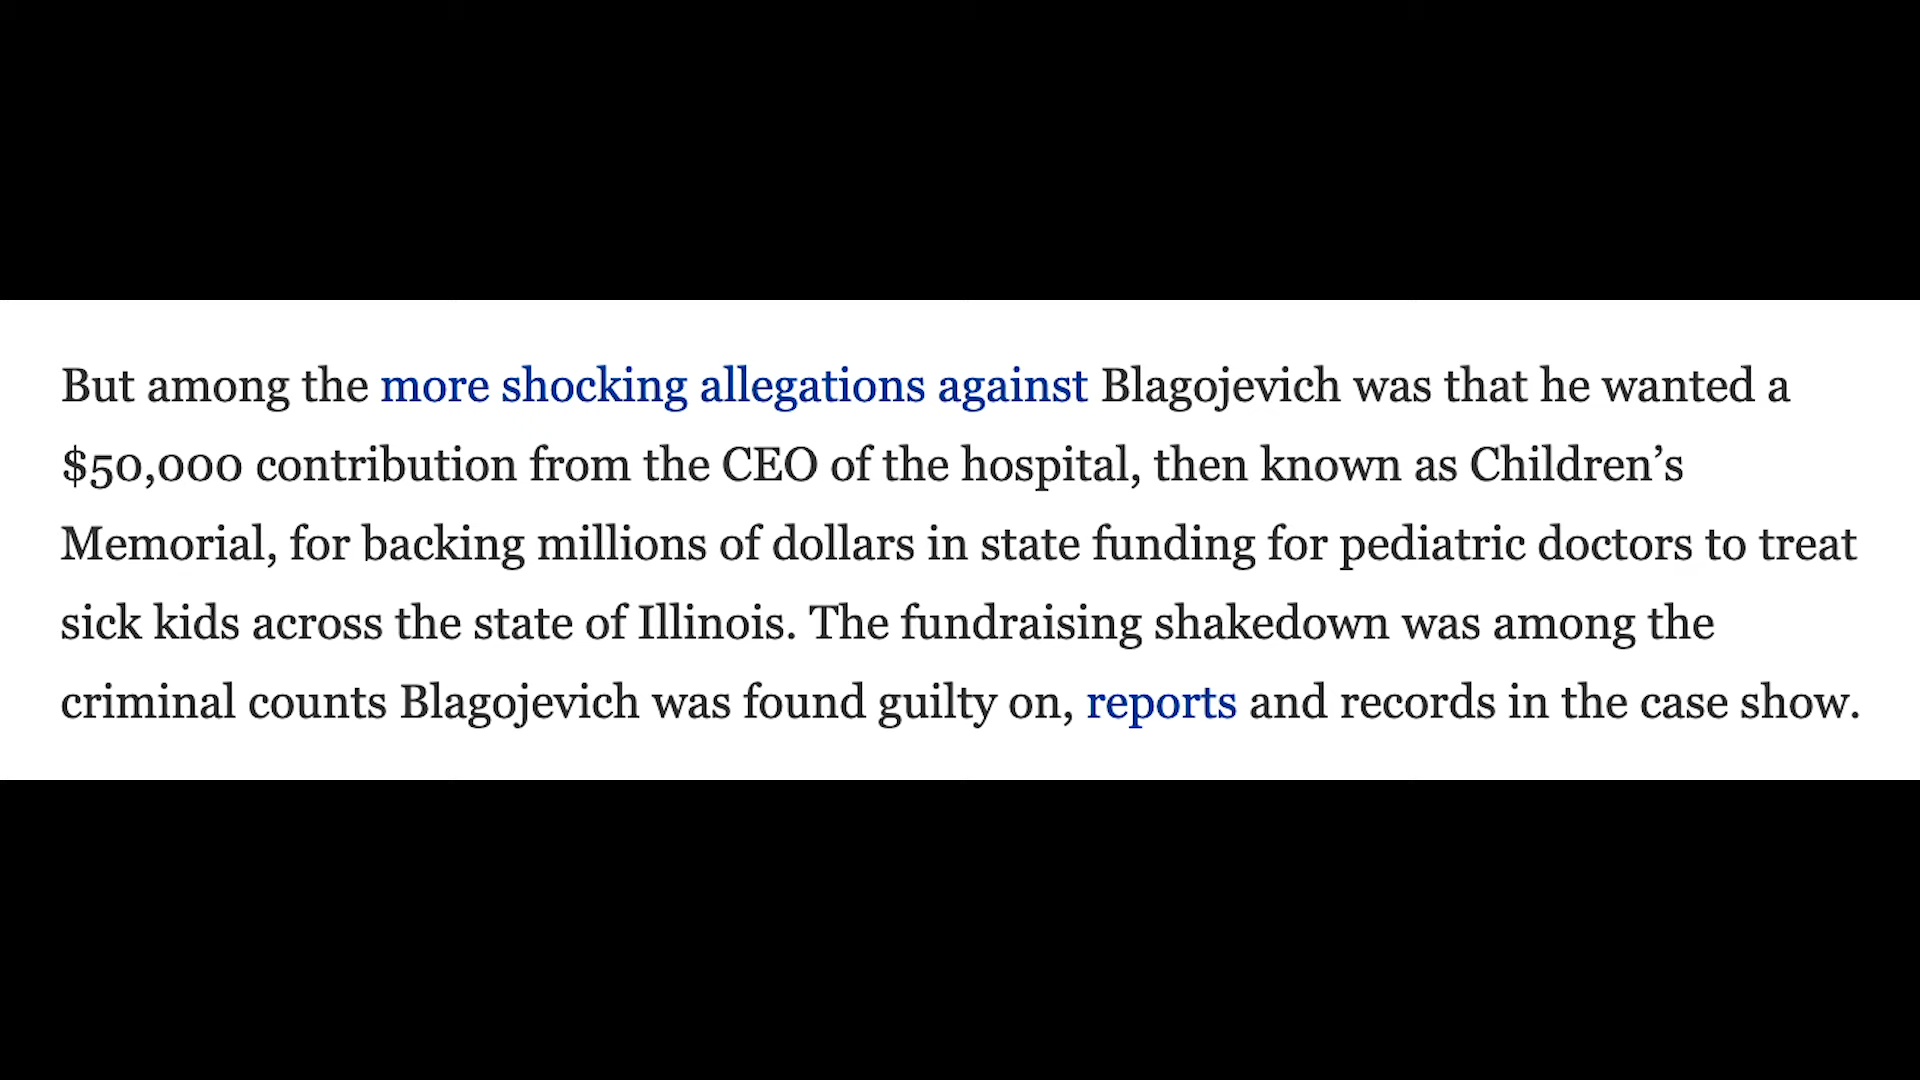 But among the more shocking allegations against Blagojevich was that he wanted a
$50,000 contribution from the CEO of the hospital, then known as Children’s
Memorial, for backing millions of dollars in state funding for pediatric doctors to treat
sick kids across the state of Illinois. The fundraising shakedown was among the
criminal counts Blagojevich was found guilty on, reports and records in the case show.